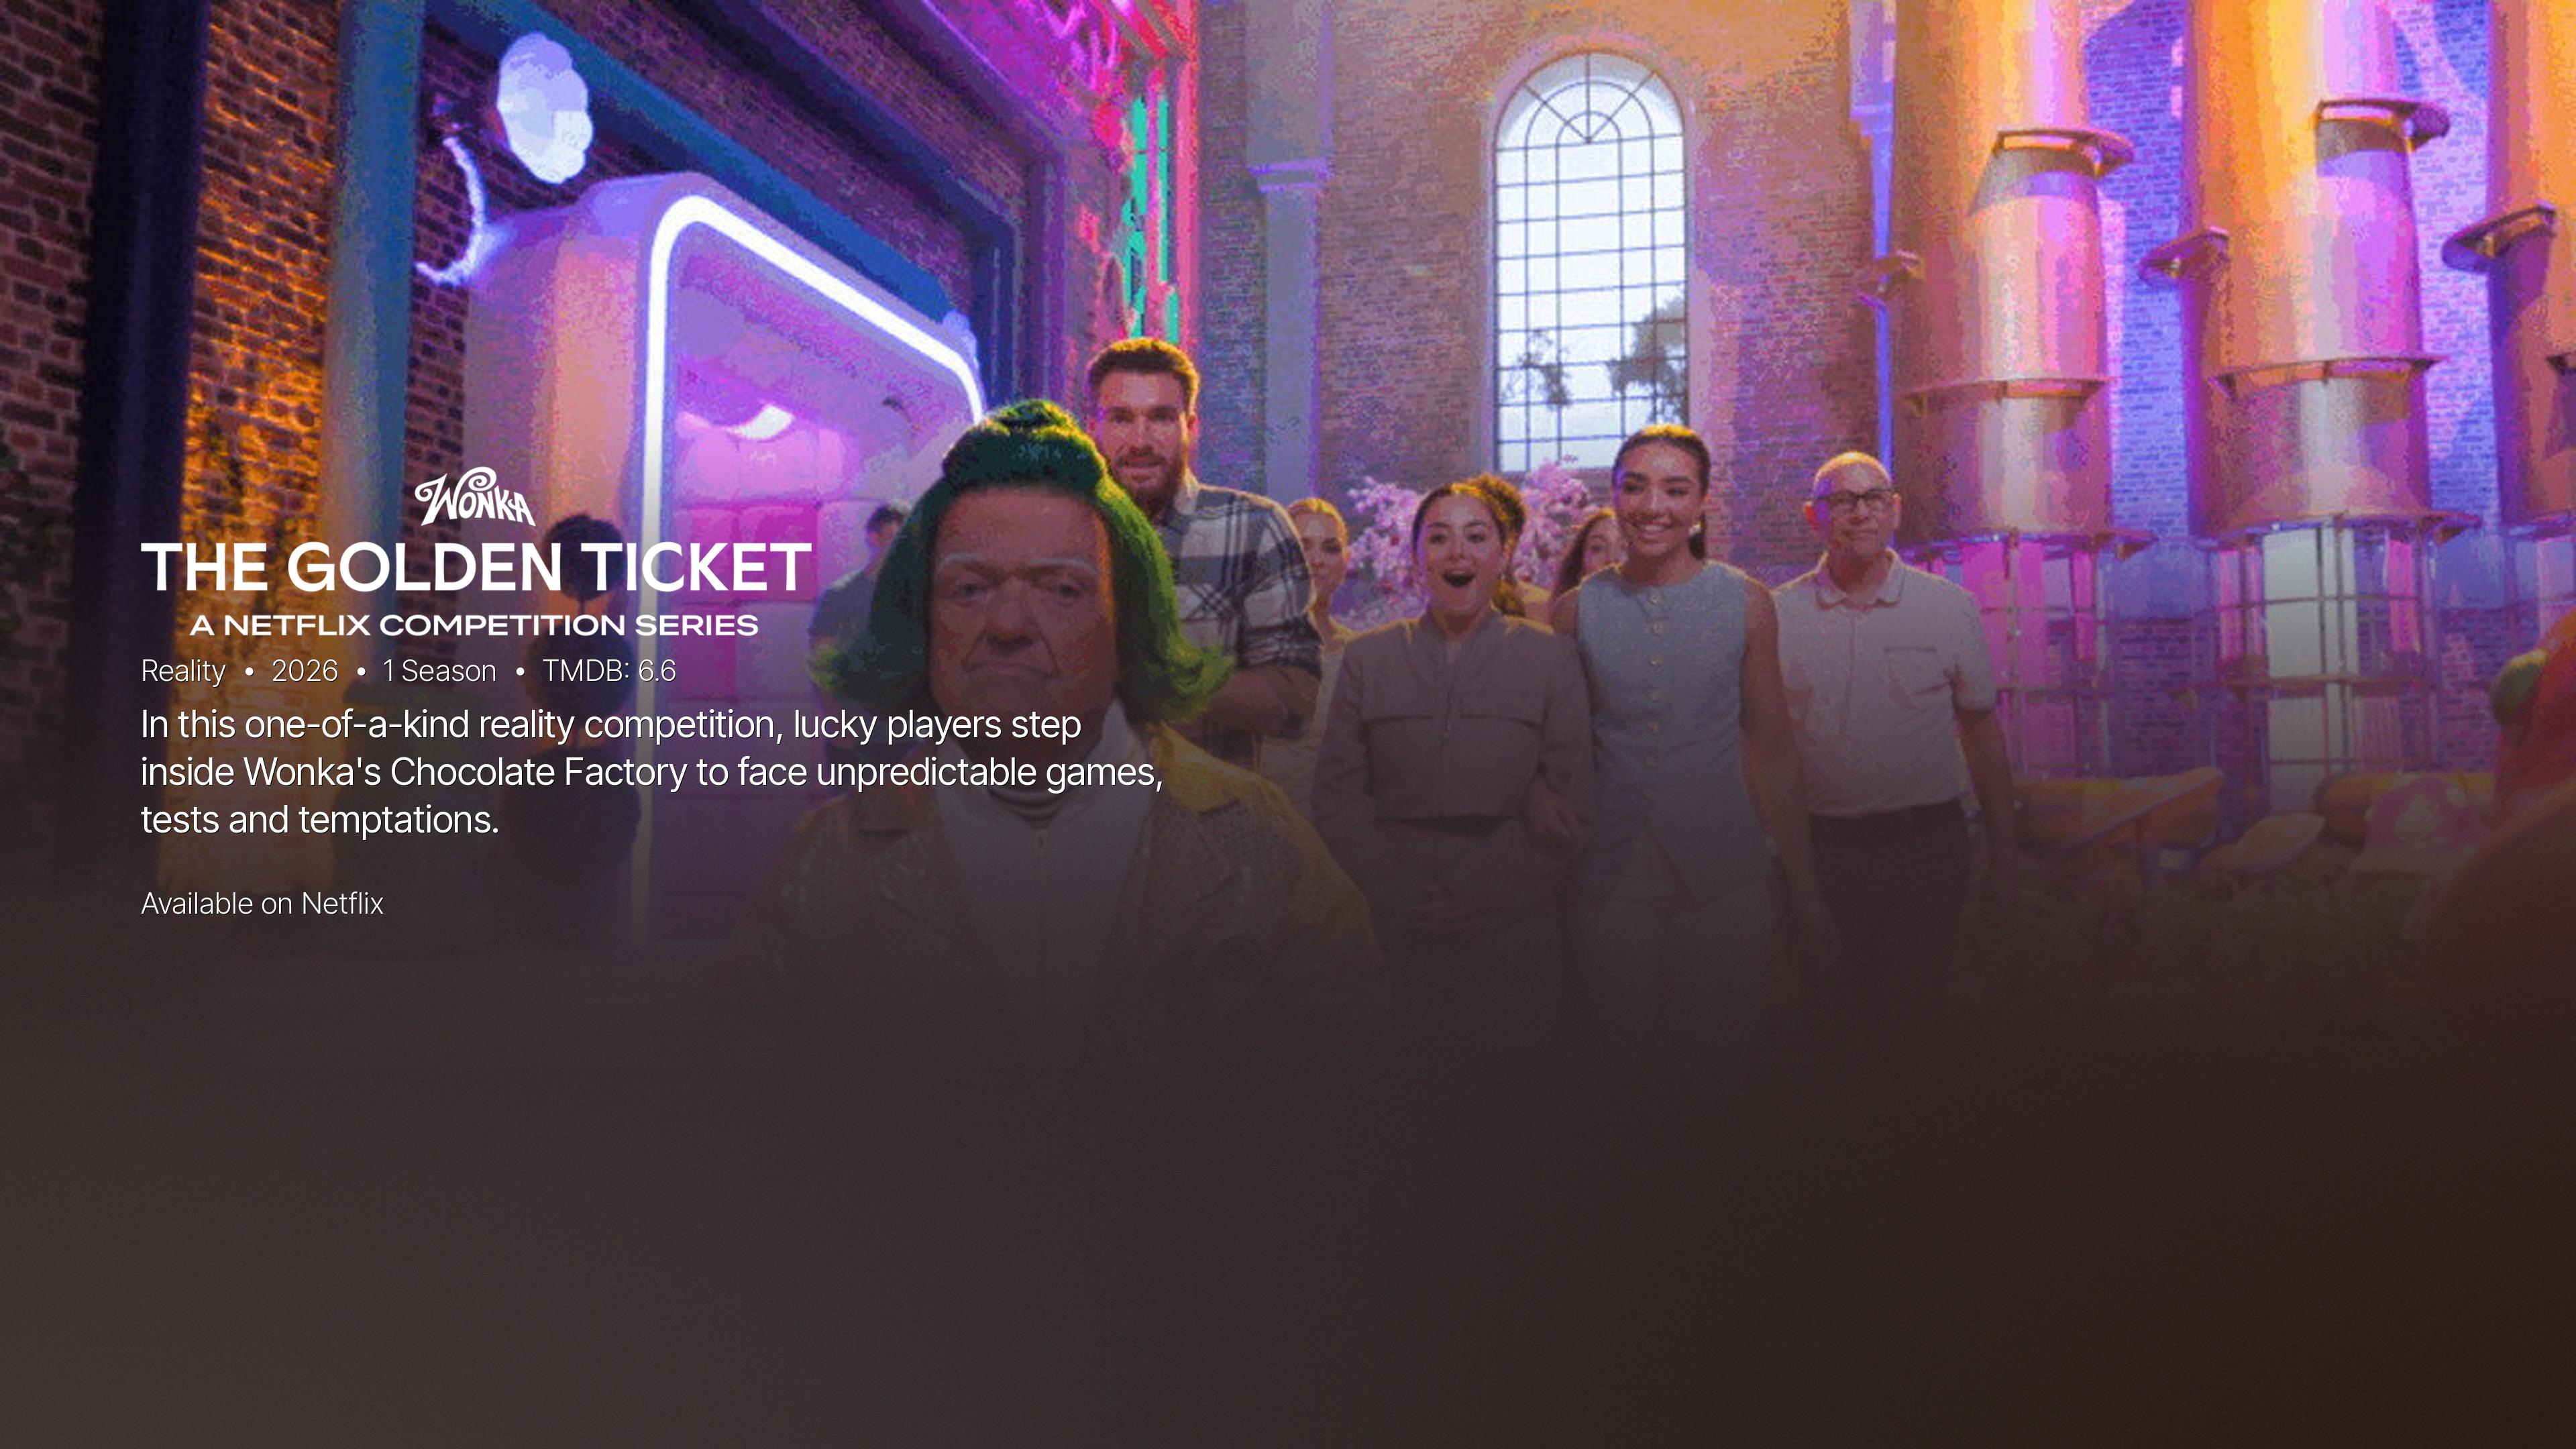 WONKA
THE GOLDEN TICKET
A NETFLIX COMPETITION SERIES
Reality • 2026 • 1 Season • TMDB: 6.6
In this one-of-a-kind reality competition, lucky players step
inside Wonka's Chocolate Factory to face unpredictable games,
tests and temptations.
Available on Netflix